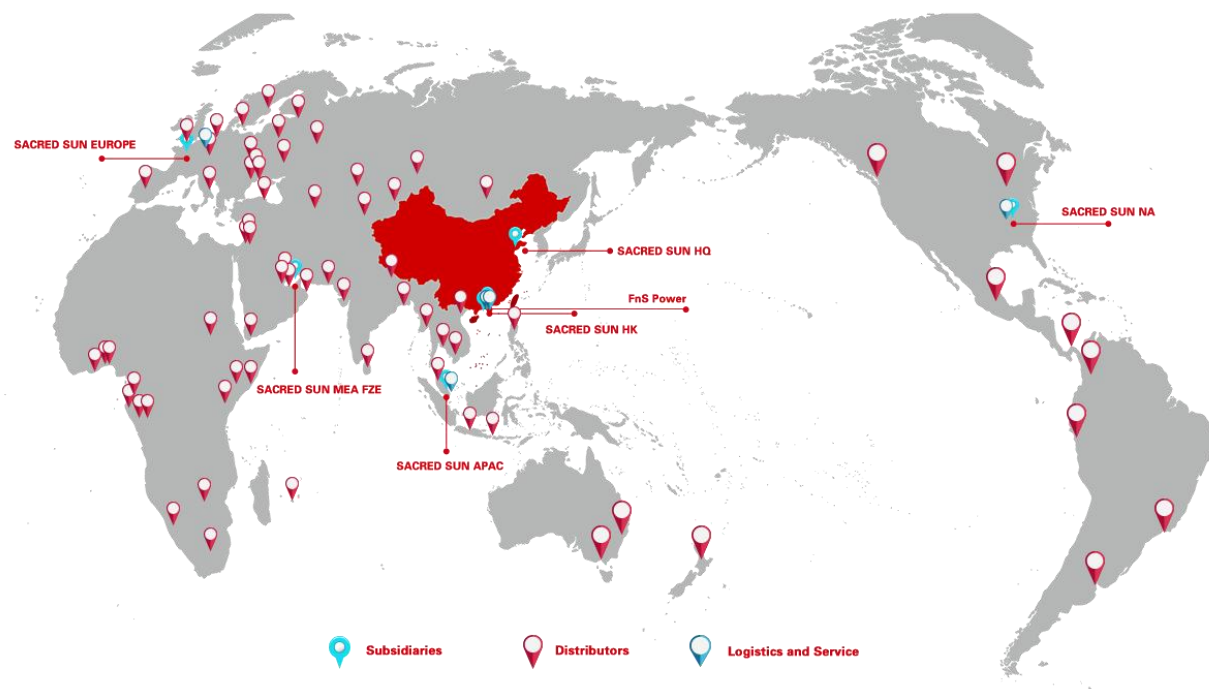 SACRED SUN EUROPE
SACRED SUN NA
SACRED SUN HQ
FnS Power
SACRED SUN HK
SACRED SUN MEA FZE
SACRED SUN APAC
Subsidiaries
Distributors
Logistics and Service